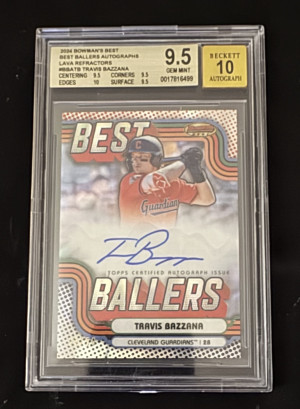 2024 BOWMAN'S BEST
BEST BALLERS AUTOGRAPHS
LAVA REFRACTORS
#BBATB TRAVIS BAZZANA
CENTERING 9.5 CORNERS 9.5
EDGES 10 SURFACE 9.5
9.5
GEM MINT
0017816499
BECKETT
10
AUTOGRAPH
BEST
Guardians
TOPPS CERTIFIED AUTOGRAPH ISSUE
BALLERS
TRAVIS BAZZANA
CLEVELAND GUARDIANS™ | 2B